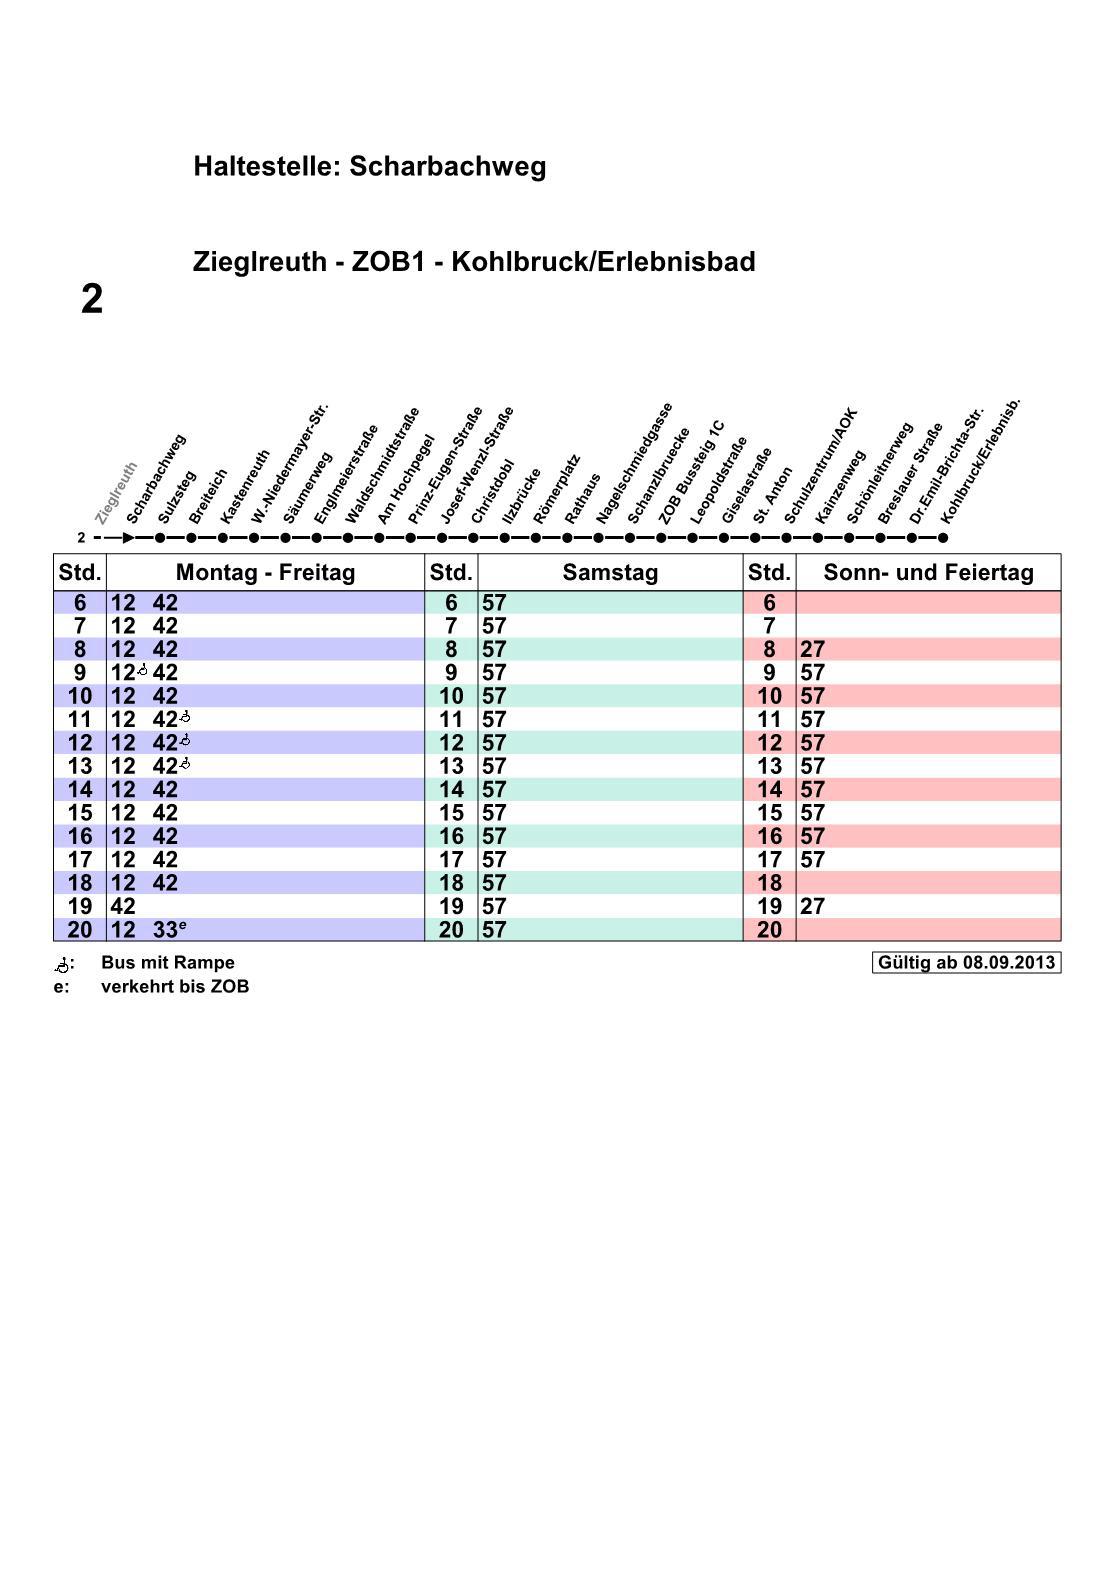 Haltestelle: Scharbachweg
Zieglreuth - ZOB1 - Kohlbruck/Erlebnisbad
2
Zieglreuth
Scharbachweg
Sulzsteg
Breiteich
Kastenreuth
W.-Niedermayer-Str.
Säumerweg
Englmeierstraße
Waldschmidtstraße
Am Hochpegel
Prinz-Eugen-Straße
Josef-Wenzl-Straße
Christdobl
Ilzbrücke
Römerplatz
Rathaus
Nagelschmiedgasse
Schanzlbruecke
ZOB Bussteig 1C
Leopoldstraße
Giselastraße
St. Anton
Schulzentrum/AOK
Kainzenweg
Schönleitnerweg
Breslauer Straße
Dr.Emil-Brichta-Str.
Kohlbruck/Erlebnisb.
2
Std. Montag - Freitag Std. Samstag Std. Sonn- und Feiertag
6 12 42 6 57 6
7 12 42 7 57 7
8 12 42 8 57 8 27
9 12 42 9 57 9 57
10 12 42 10 57 10 57
11 12 42 11 57 11 57
12 12 42 12 57 12 57
13 12 42 13 57 13 57
14 12 42 14 57 14 57
15 12 42 15 57 15 57
16 12 42 16 57 16 57
17 12 42 17 57 17 57
18 12 42 18 57 18
19 42 19 57 19 27
20 12 33e 20 57 20
: Bus mit Rampe Gültig ab 08.09.2013
e: verkehrt bis ZOB